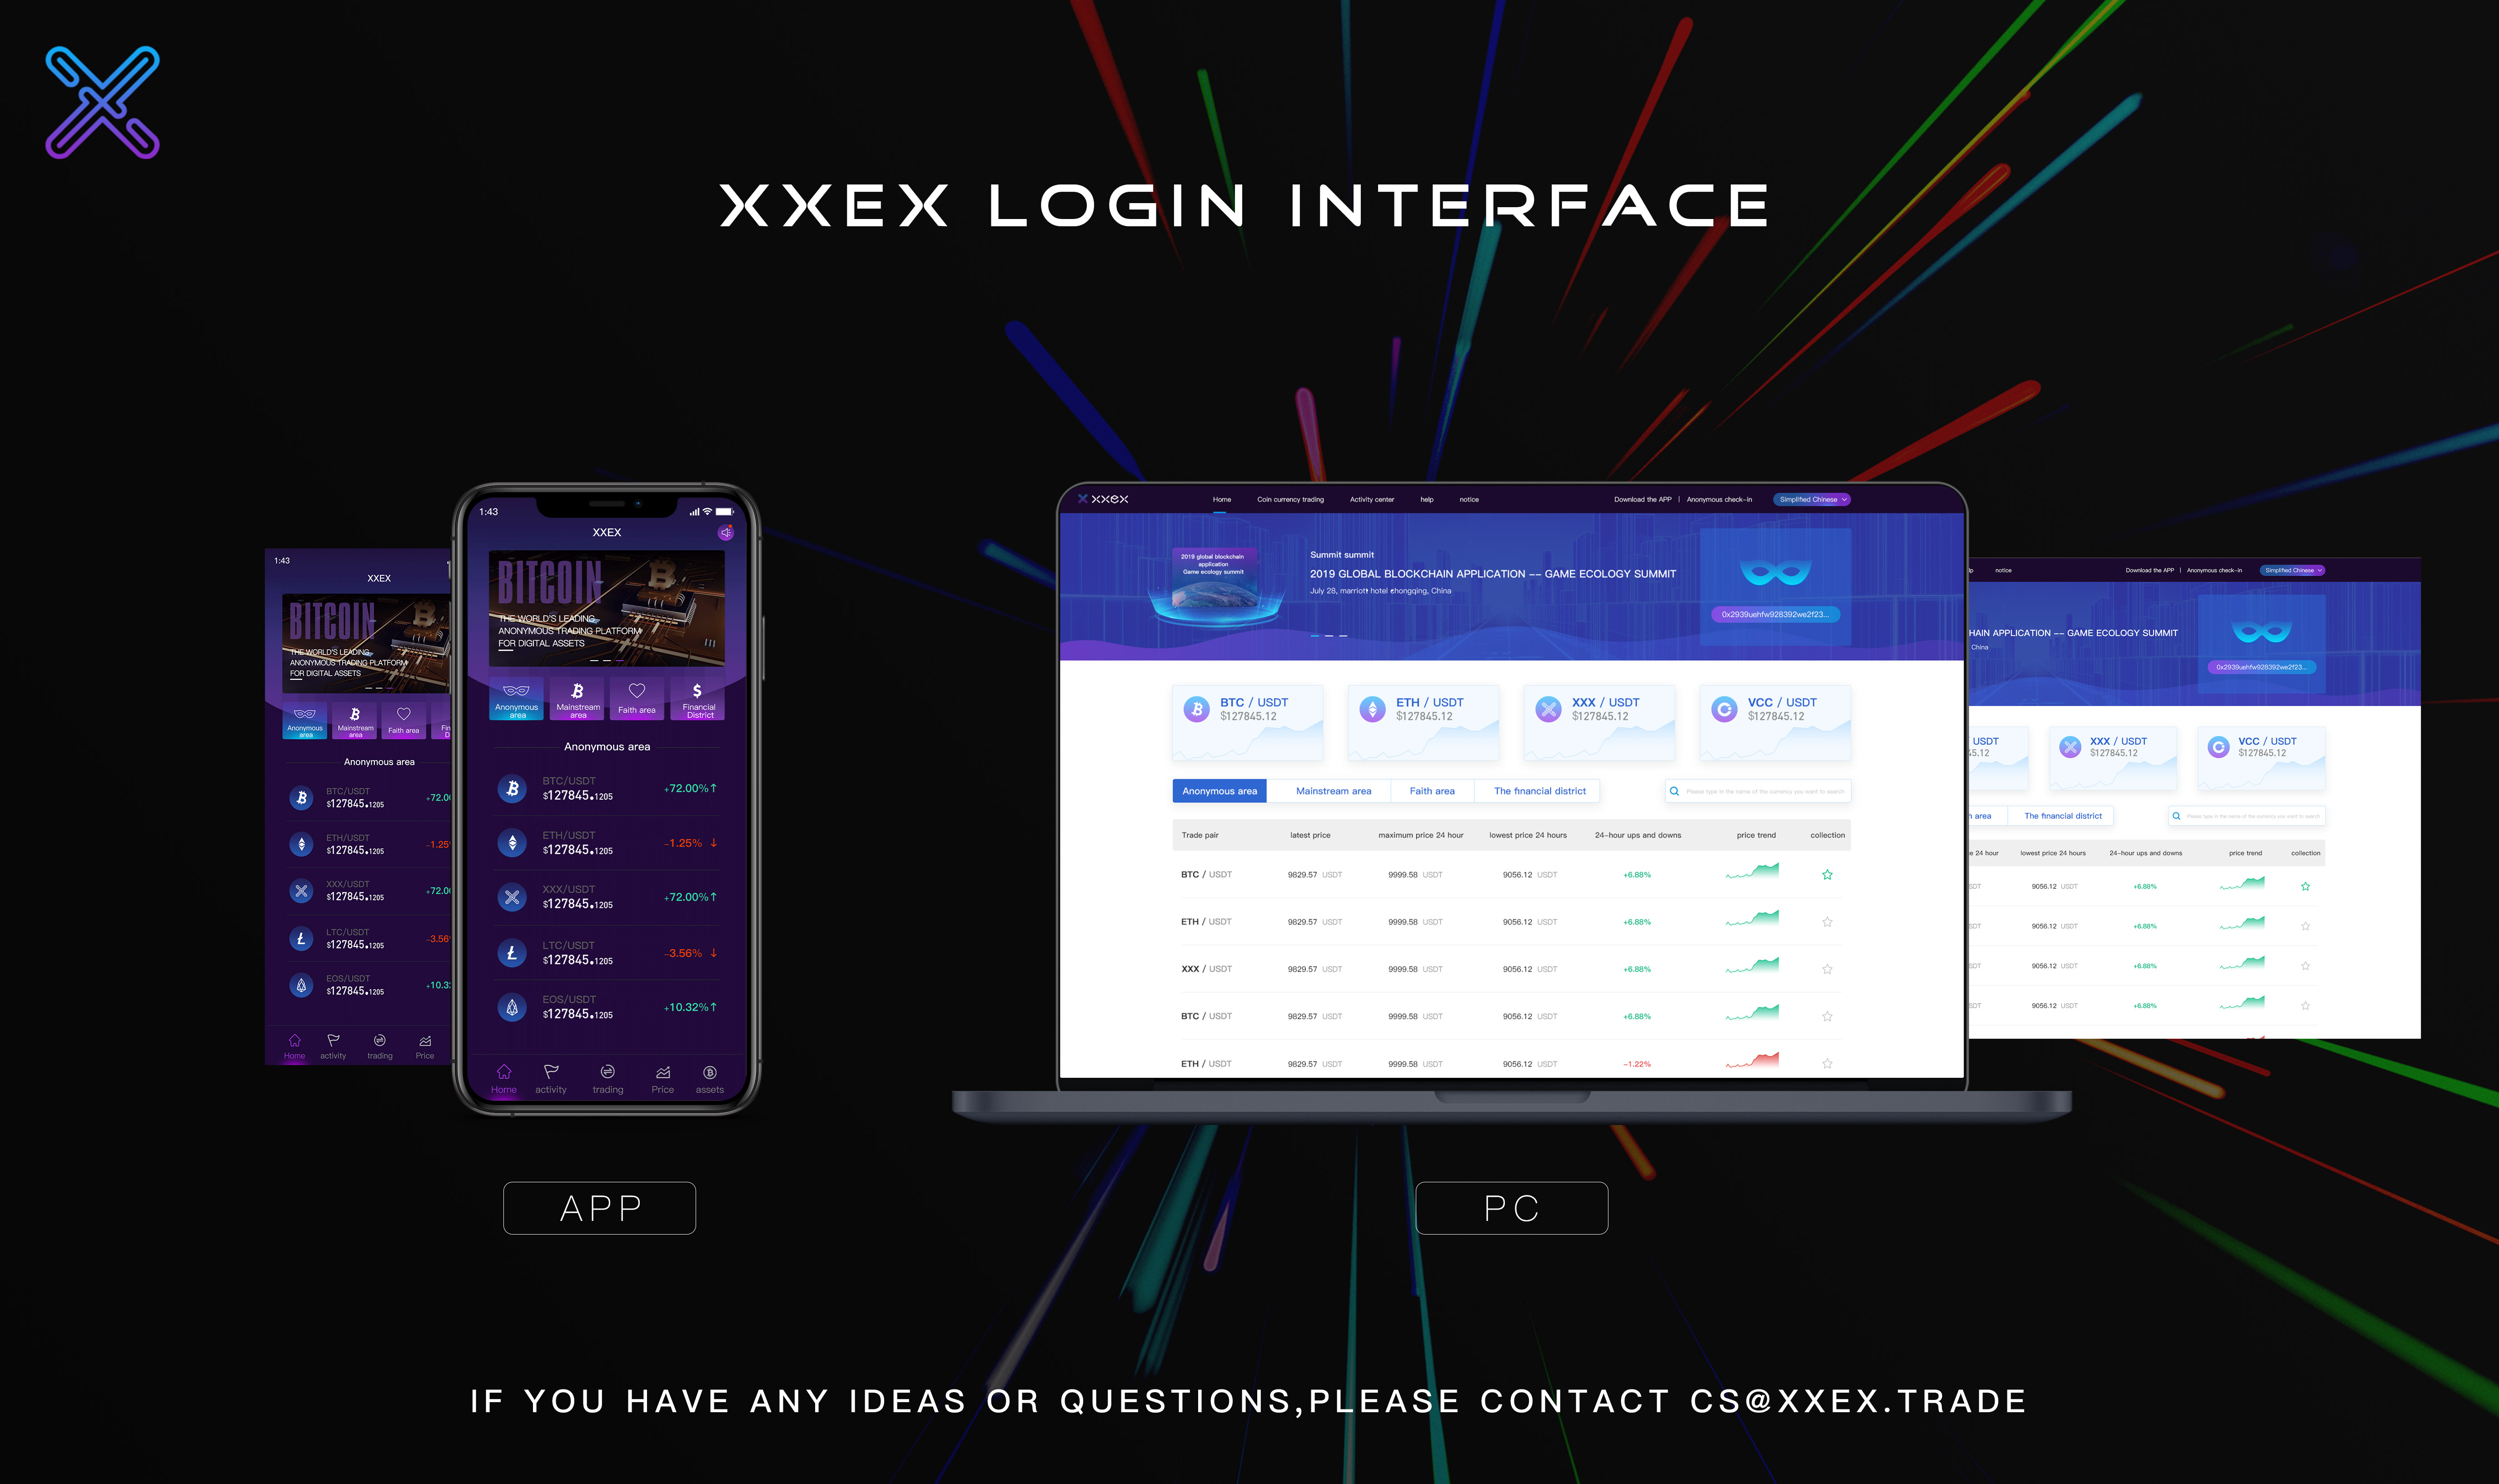 XXEX LOGIN INTERFACE
1:43
XXEX
BITCOIN
THE WORLD'S LEADING
ANONYMOUS TRADING PLATFORM
FOR DIGITAL ASSETS
Anonymous area
Mainstream area
Faith area
Anonymous area
BTC/USDT
$127845.1205
+72.0
ETH/USDT
$127845.1205
-1.25
XXX/USDT
$127845.1205
+72.0
LTC/USDT
$127845.1205
-3.56
EOS/USDT
$127845.1205
+10.3
Home activity trading Price
1:43
XXEX
BITCOIN
THE WORLD'S LEADING
ANONYMOUS TRADING PLATFORM
FOR DIGITAL ASSETS
Anonymous area
Mainstream area
Faith area
Financial District
Anonymous area
BTC/USDT
$127845.1205
+72.00%↑
ETH/USDT
$127845.1205
-1.25% ↓
XXX/USDT
$127845.1205
+72.00%↑
LTC/USDT
$127845.1205
-3.56% ↓
EOS/USDT
$127845.1205
+10.32%↑
Home activity trading Price assets
xxex Home Coin currency trading Activity center help notice Download the APP | Anonymous check-in Simplified Chinese
2019 global blockchain
application
Game ecology summit
Summit summit
2019 GLOBAL BLOCKCHAIN APPLICATION -- GAME ECOLOGY SUMMIT
July 28, marriott hotel chongqing, China
0x2939uehfw928392we2f23...
BTC / USDT
$127845.12
ETH / USDT
$127845.12
XXX / USDT
$127845.12
VCC / USDT
$127845.12
Anonymous area Mainstream area Faith area The financial district Please type in the name of the currency you want to search
Trade pair latest price maximum price 24 hour lowest price 24 hours 24-hour ups and downs price trend collection
BTC / USDT 9829.57 USDT 9999.58 USDT 9056.12 USDT +6.88%
ETH / USDT 9829.57 USDT 9999.58 USDT 9056.12 USDT +6.88%
XXX / USDT 9829.57 USDT 9999.58 USDT 9056.12 USDT +6.88%
BTC / USDT 9829.57 USDT 9999.58 USDT 9056.12 USDT +6.88%
ETH / USDT 9829.57 USDT 9999.58 USDT 9056.12 USDT -1.22%
notice Download the APP | Anonymous check-in Simplified Chinese
HAIN APPLICATION -- GAME ECOLOGY SUMMIT
China
0x2939uehfw928392we2f23...
USDT
45.12
XXX / USDT
$127845.12
VCC / USDT
$127845.12
area The financial district Please type in the name of the currency you want to search
24 hour lowest price 24 hours 24-hour ups and downs price trend collection
9056.12 USDT +6.88%
9056.12 USDT +6.88%
9056.12 USDT +6.88%
9056.12 USDT +6.88%
APP
PC
IF YOU HAVE ANY IDEAS OR QUESTIONS,PLEASE CONTACT CS@XXEX.TRADE